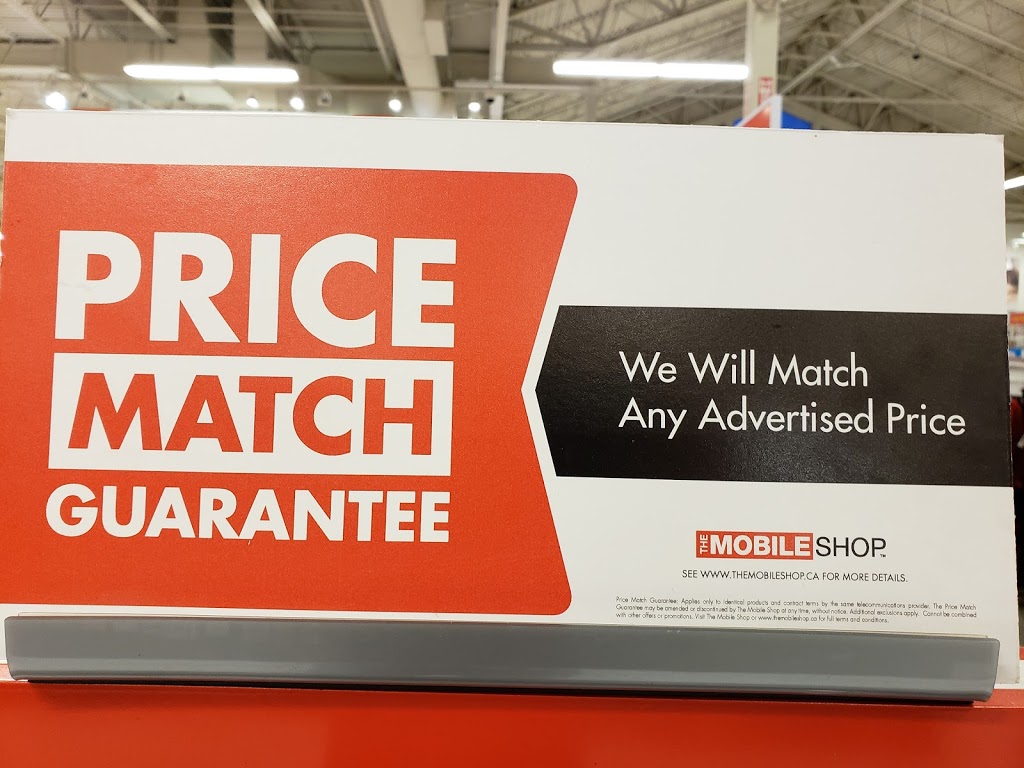 PRICE
MATCH
GUARANTEE
We Will Match
Any Advertised Price
THE MOBILE SHOP™
SEE WWW.THEMOBILESHOP.CA FOR MORE DETAILS.
Price Match Guarantee: Applies only to identical products and contract terms by the same telecommunications provider. The Price Match
Guarantee may be amended or discontinued by The Mobile Shop at any time, without notice. Additional exclusions apply. Cannot be combined
with other offers or promotions. Visit The Mobile Shop or www.themobileshop.ca for full terms and conditions.